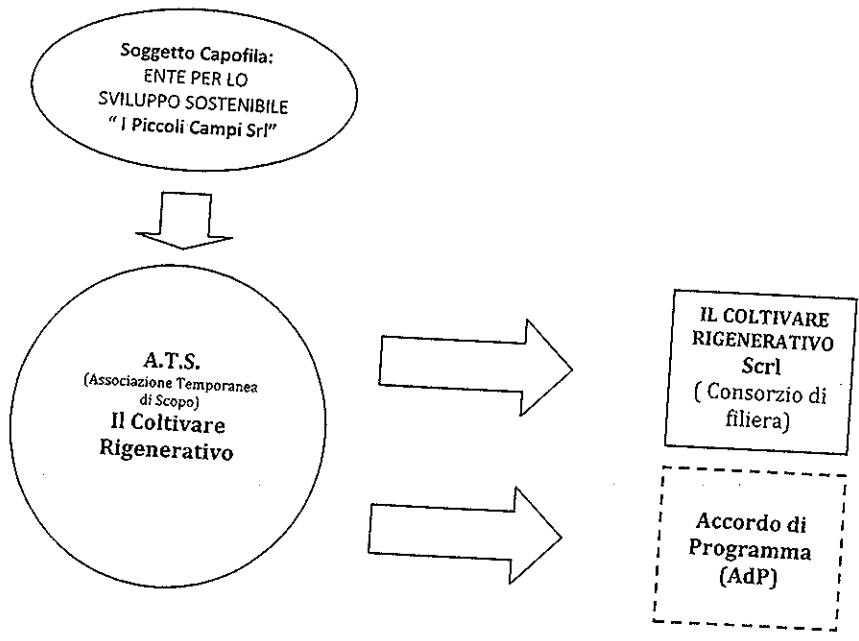 Soggetto Capofila:
ENTE PER LO
SVILUPPO SOSTENIBILE
“ I Piccoli Campi Srl”
A.T.S.
(Associazione Temporanea
di Scopo)
Il Coltivare
Rigenerativo
IL COLTIVARE
RIGENERATIVO
Scrl
( Consorzio di
filiera)
Accordo di
Programma
(AdP)